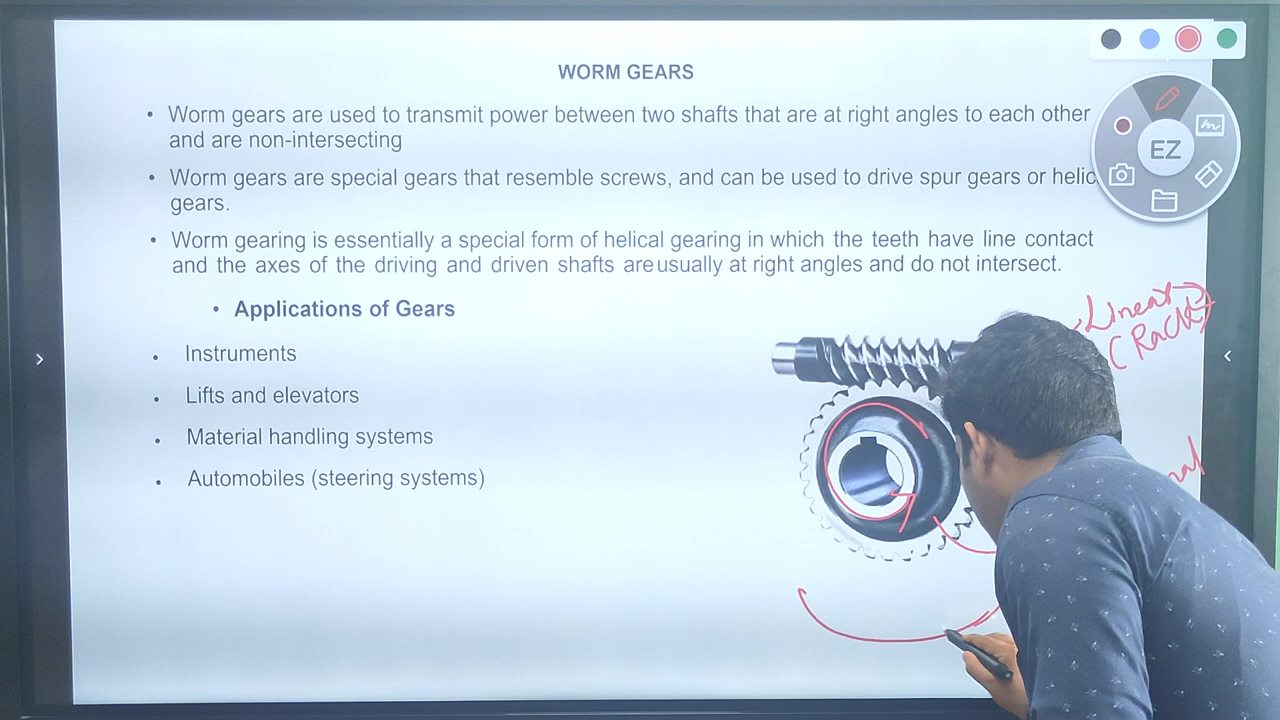 WORM GEARS
• Worm gears are used to transmit power between two shafts that are at right angles to each other
and are non-intersecting
• Worm gears are special gears that resemble screws, and can be used to drive spur gears or helic
gears.
• Worm gearing is essentially a special form of helical gearing in which the teeth have line contact
and the axes of the driving and driven shafts are usually at right angles and do not intersect.
• Applications of Gears
• Instruments
• Lifts and elevators
• Material handling systems
• Automobiles (steering systems)
EZ
Linear
(Rack)